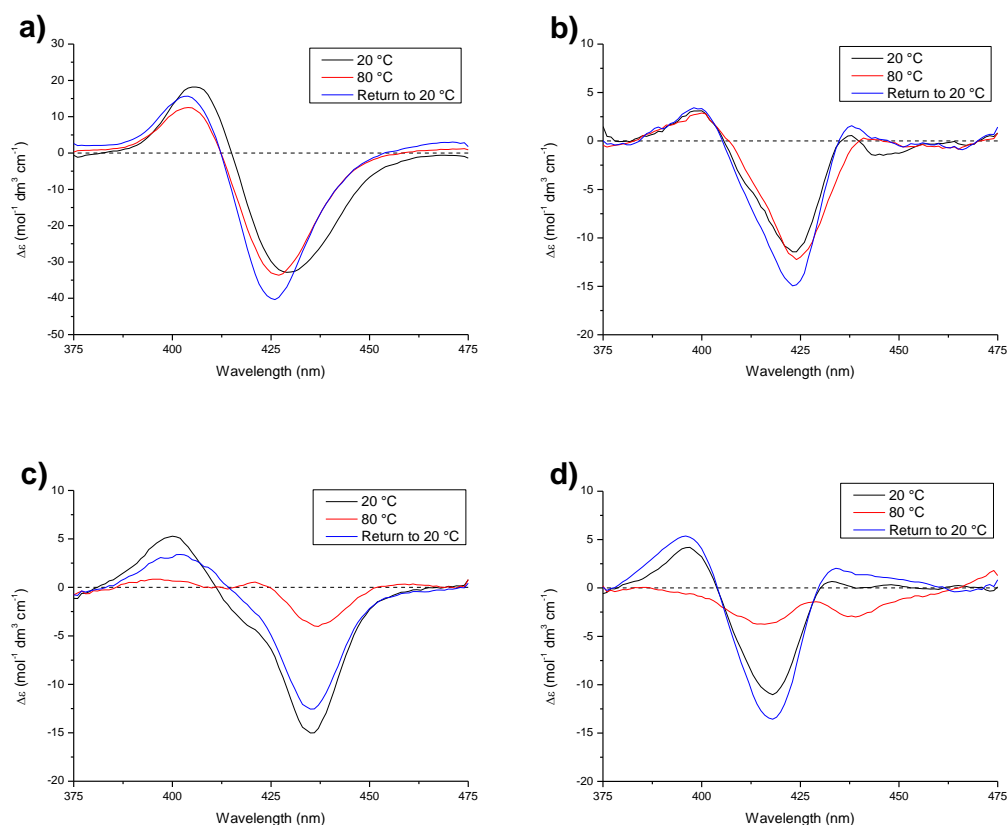 a)
30
20
10
0
-10
-20
-30
-40
-50
Δε (mol⁻¹ dm³ cm⁻¹)
20 °C
80 °C
Return to 20 °C
375 400 425 450 475
Wavelength (nm)
b)
10
5
0
-5
-10
-15
-20
Δε (mol⁻¹ dm³ cm⁻¹)
20 °C
80 °C
Return to 20 °C
375 400 425 450 475
Wavelength (nm)
c)
10
5
0
-5
-10
-15
-20
Δε (mol⁻¹ dm³ cm⁻¹)
20 °C
80 °C
Return to 20 °C
375 400 425 450 475
Wavelength (nm)
d)
10
5
0
-5
-10
-15
-20
Δε (mol⁻¹ dm³ cm⁻¹)
20 °C
80 °C
Return to 20 °C
375 400 425 450 475
Wavelength (nm)